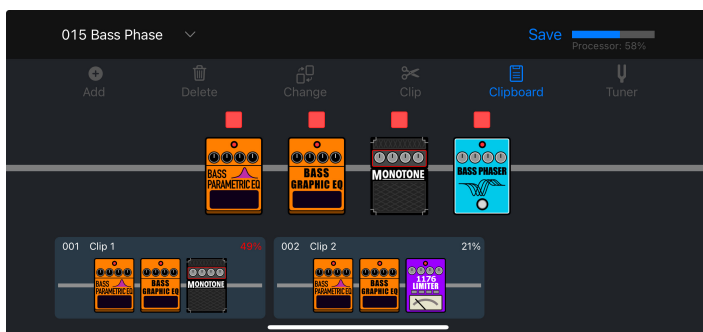 015 Bass Phase
Save
Processor: 58%
Add
Delete
Change
Clip
Clipboard
Tuner
BASS
PARAMETRIC EQ
BASS
GRAPHIC EQ
MONOTONE
BASS PHASER
001 Clip 1 49%
BASS
PARAMETRIC EQ
BASS
GRAPHIC EQ
MONOTONE
002 Clip 2 21%
BASS
PARAMETRIC EQ
BASS
GRAPHIC EQ
1176
LIMITER